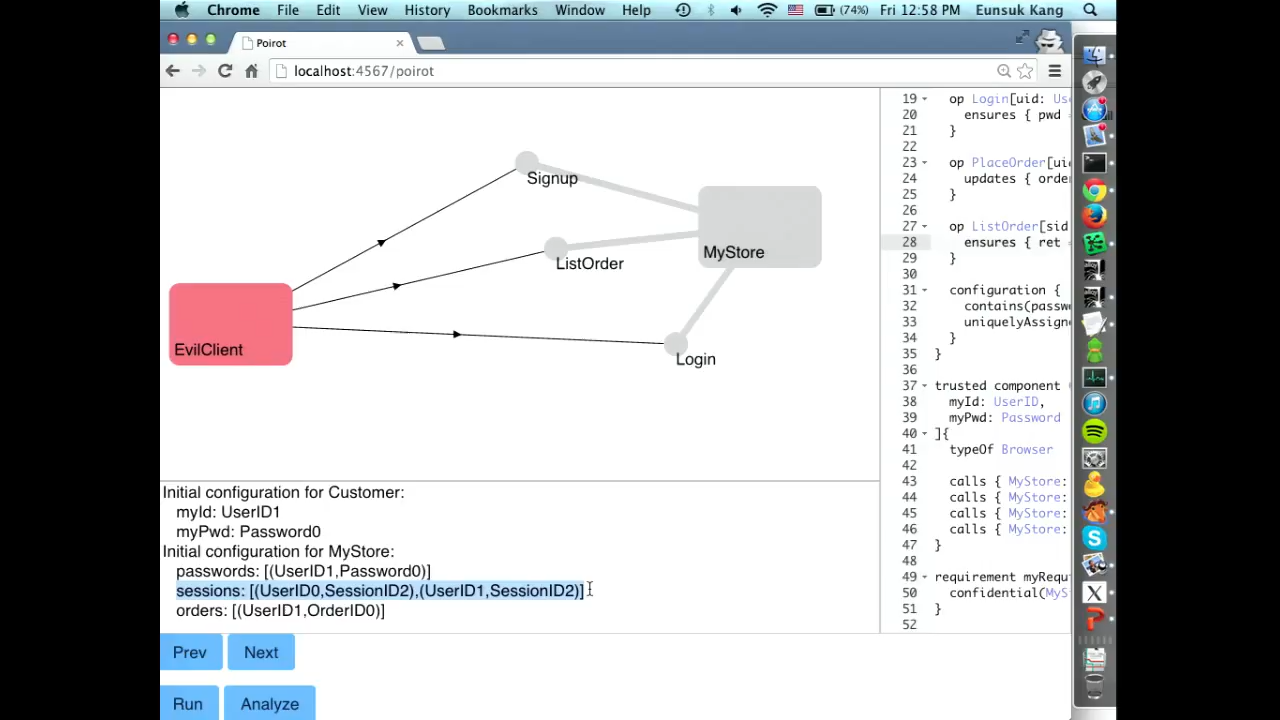 Chrome File Edit View History Bookmarks Window Help (74%) Fri 12:58 PM Eunsuk Kang
Poirot
localhost:4567/poirot
Signup
ListOrder
MyStore
EvilClient
Login
19 op Login[uid: Us
20 ensures { pwd
21 }
22
23 op PlaceOrder[ui
24 updates { orde
25 }
26
27 op ListOrder[sid
28 ensures { ret =
29 }
30
31 configuration {
32 contains(passw
33 uniquelyAssign
34 }
35 }
36
37 trusted component
38 myId: UserID,
39 myPwd: Password
40 ]{
41 typeOf Browser
42
43 calls { MyStore:
44 calls { MyStore:
45 calls { MyStore:
46 calls { MyStore:
47 }
48
49 requirement myRequ
50 confidential(MyS
51 }
52
Initial configuration for Customer:
myId: UserID1
myPwd: Password0
Initial configuration for MyStore:
passwords: [(UserID1,Password0)]
sessions: [(UserID0,SessionID2),(UserID1,SessionID2)]
orders: [(UserID1,OrderID0)]
Prev Next
Run Analyze